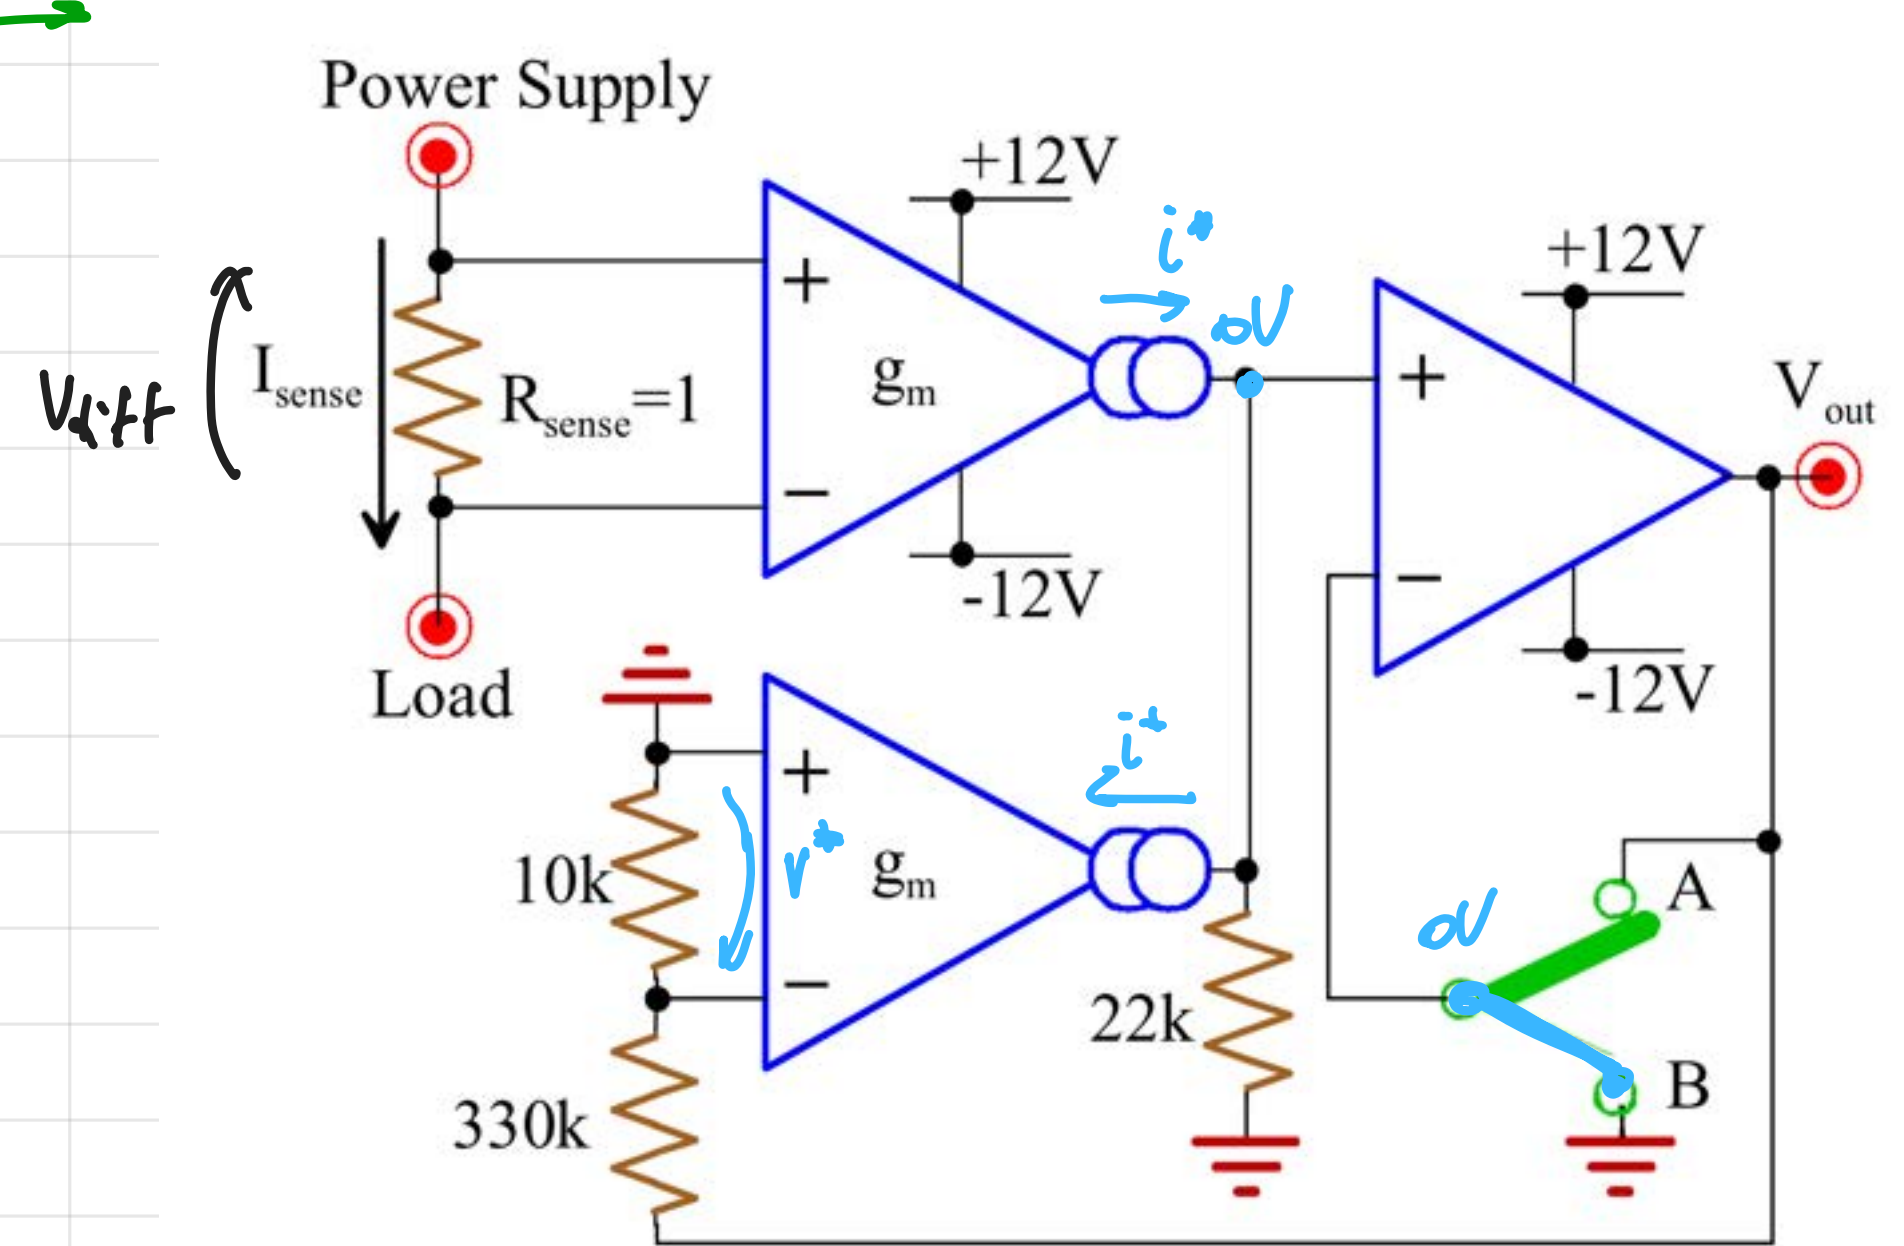 Power Supply
+12V
i*
+12V
0V
+
Vdiff
Isense
Rsense=1
gm
+
Vout
−
−
-12V
Load
-12V
i*
+
10k
v*
gm
A
0V
−
22k
B
330k